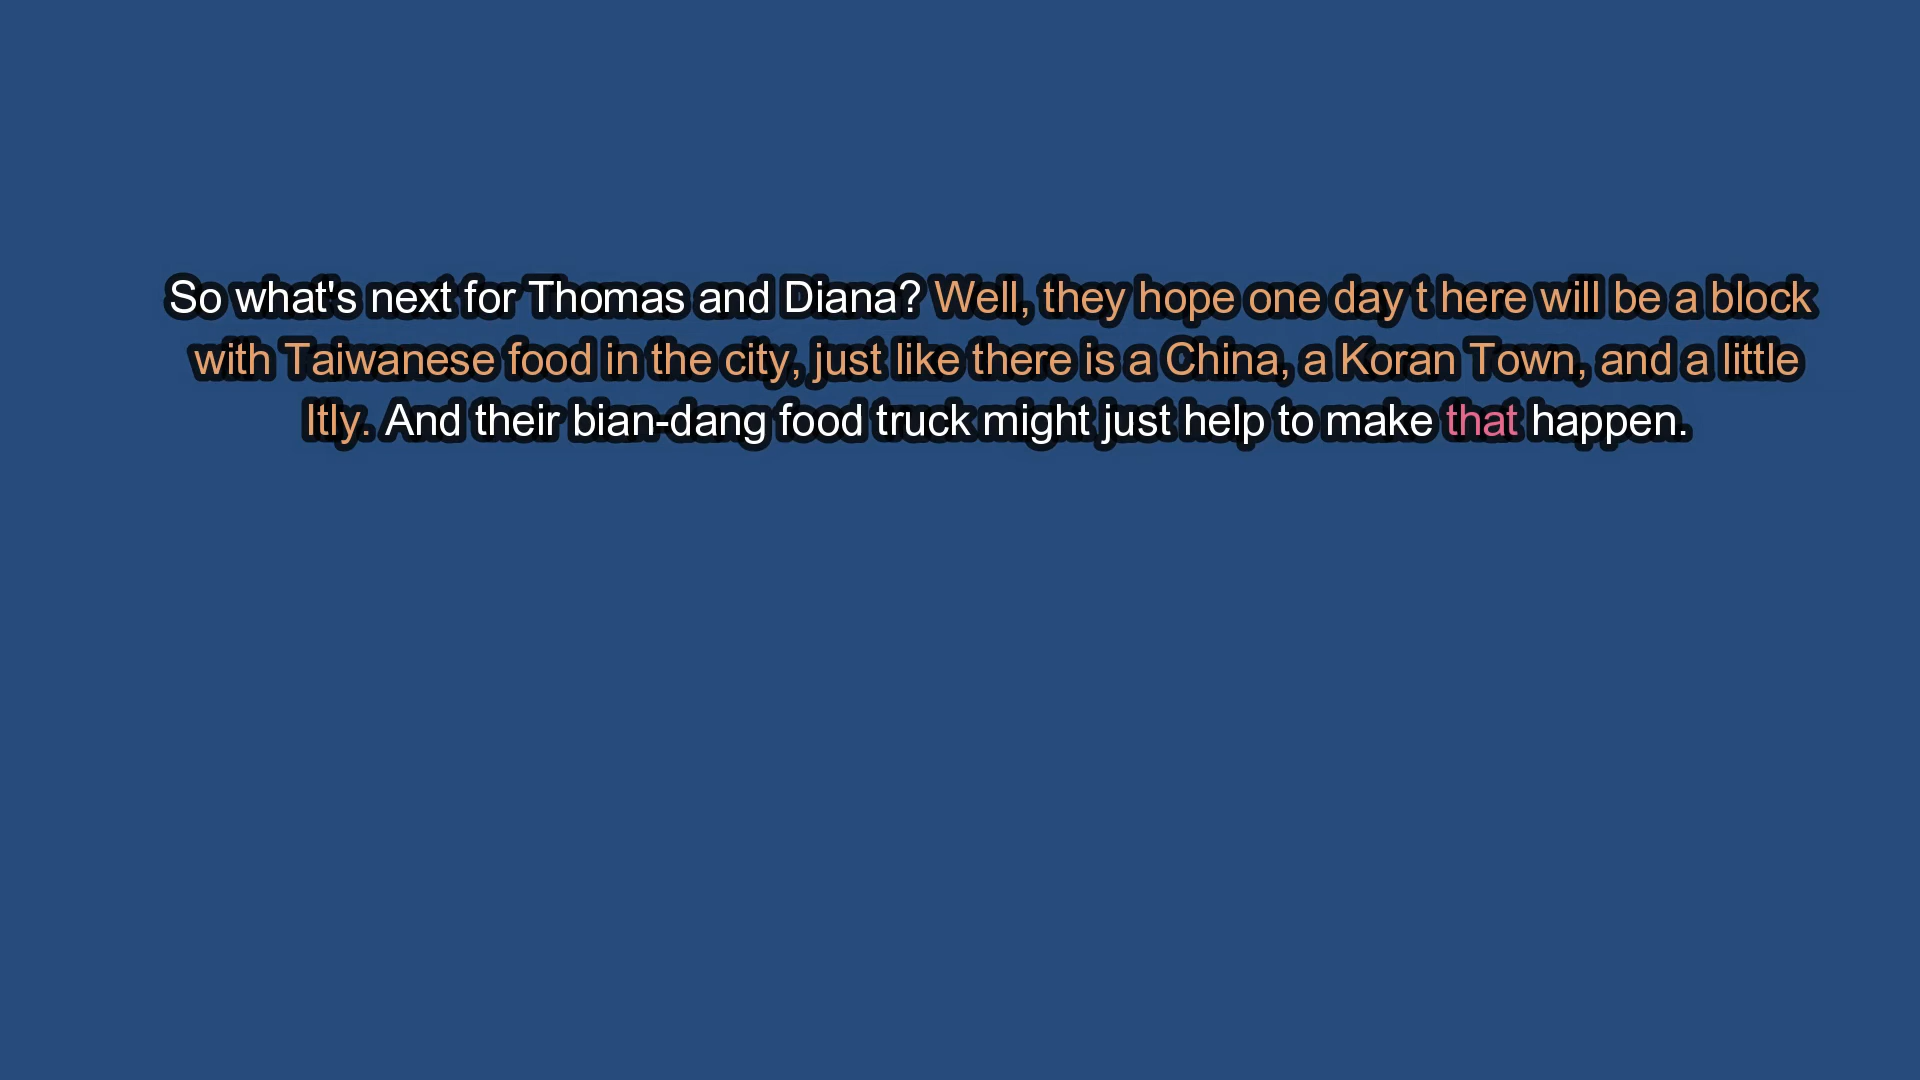 So what's next for Thomas and Diana? Well, they hope one day t here will be a block
with Taiwanese food in the city, just like there is a China, a Koran Town, and a little
Itly. And their bian-dang food truck might just help to make that happen.